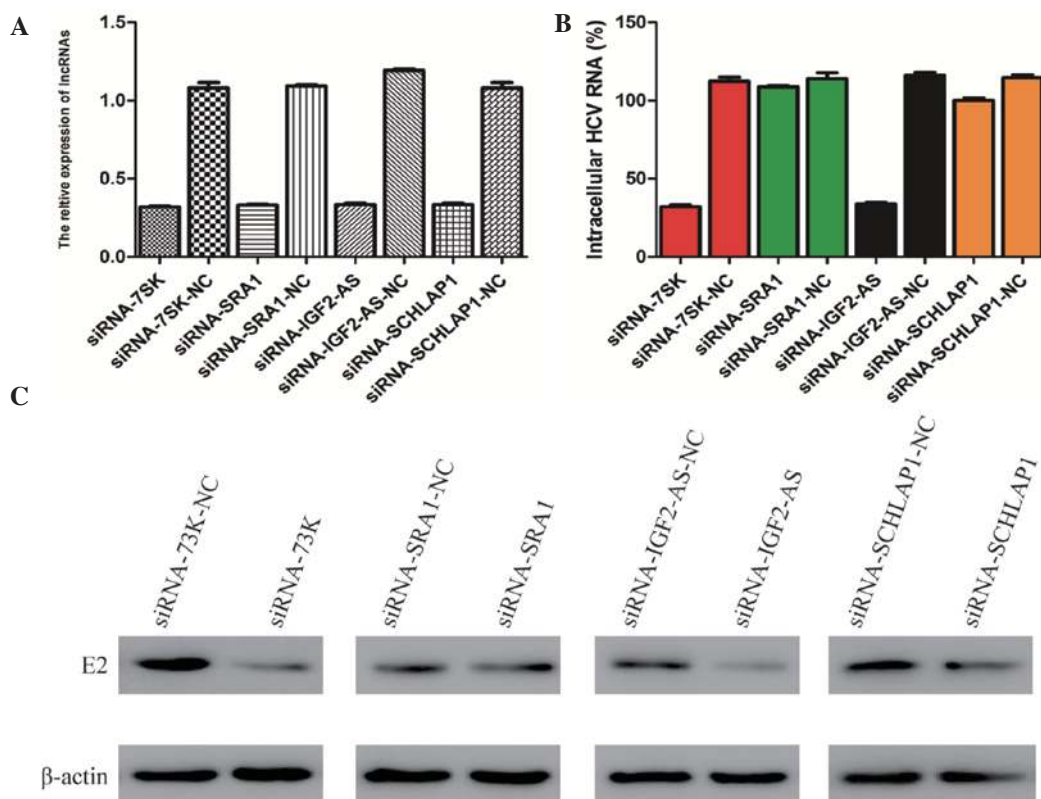 A
The reltive expression of lncRNAs
1.5
1.0
0.5
0.0
siRNA-7SK
siRNA-7SK-NC
siRNA-SRA1
siRNA-SRA1-NC
siRNA-IGF2-AS
siRNA-IGF2-AS-NC
siRNA-SCHLAP1
siRNA-SCHLAP1-NC
B
Intracellular HCV RNA (%)
150
100
50
0
siRNA-7SK
siRNA-7SK-NC
siRNA-SRA1
siRNA-SRA1-NC
siRNA-IGF2-AS
siRNA-IGF2-AS-NC
siRNA-SCHLAP1
siRNA-SCHLAP1-NC
C
siRNA-73K-NC
siRNA-73K
siRNA-SRA1-NC
siRNA-SRA1
siRNA-IGF2-AS-NC
siRNA-IGF2-AS
siRNA-SCHLAP1-NC
siRNA-SCHLAP1
E2
β-actin